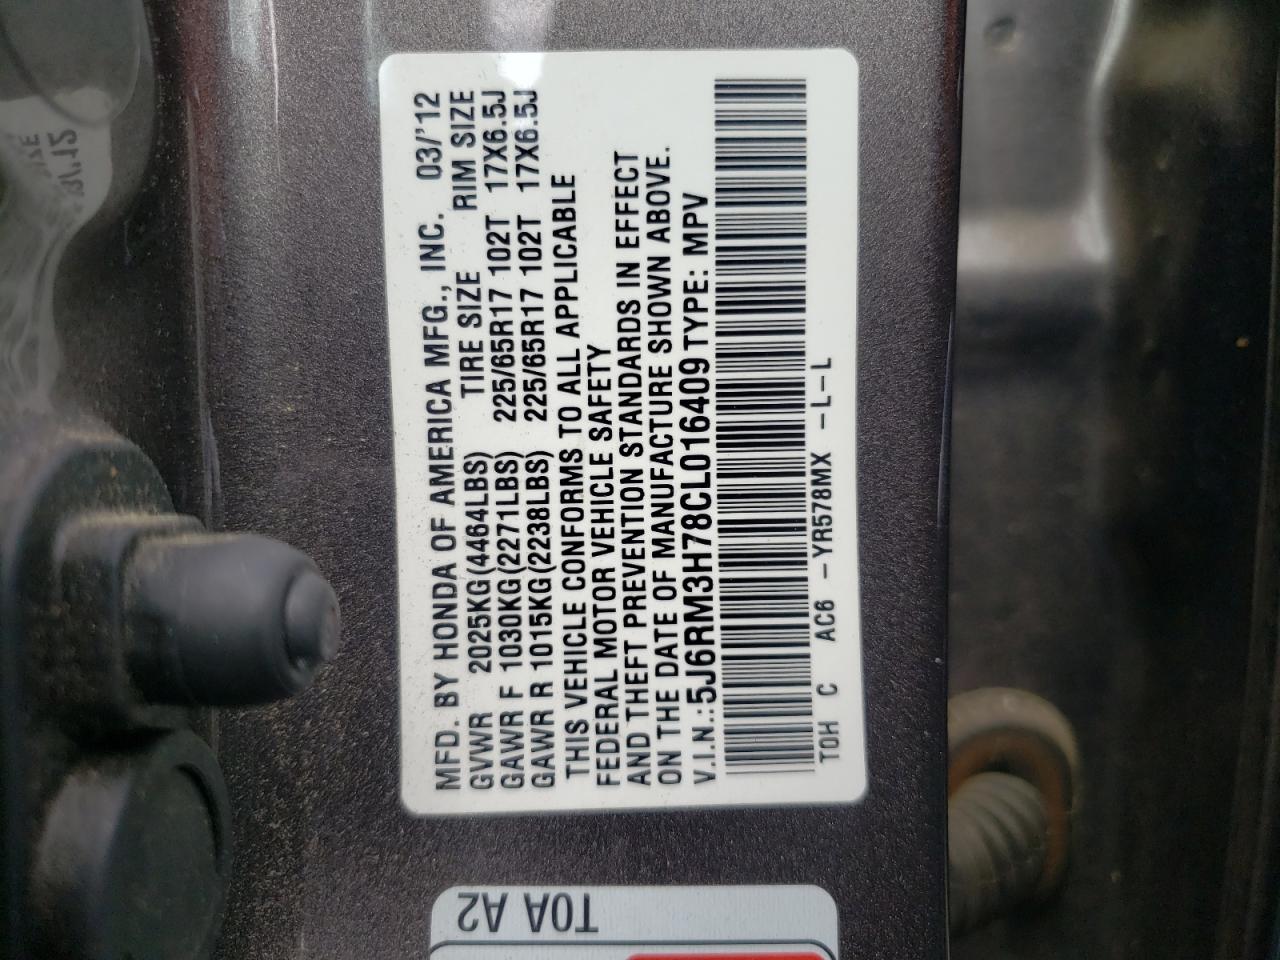 MFD. BY HONDA OF AMERICA MFG., INC. 03/'12
GVWR 2025KG(4464LBS) TIRE SIZE RIM SIZE
GAWR F 1030KG(2271LBS) 225/65R17 102T 17X6.5J
GAWR R 1015KG(2238LBS) 225/65R17 102T 17X6.5J
THIS VEHICLE CONFORMS TO ALL APPLICABLE
FEDERAL MOTOR VEHICLE SAFETY
AND THEFT PREVENTION STANDARDS IN EFFECT
ON THE DATE OF MANUFACTURE SHOWN ABOVE.
V.I.N.:5J6RM3H78CL016409 TYPE: MPV
T0H C AC6 -YR578MX -L-L
T0A A2